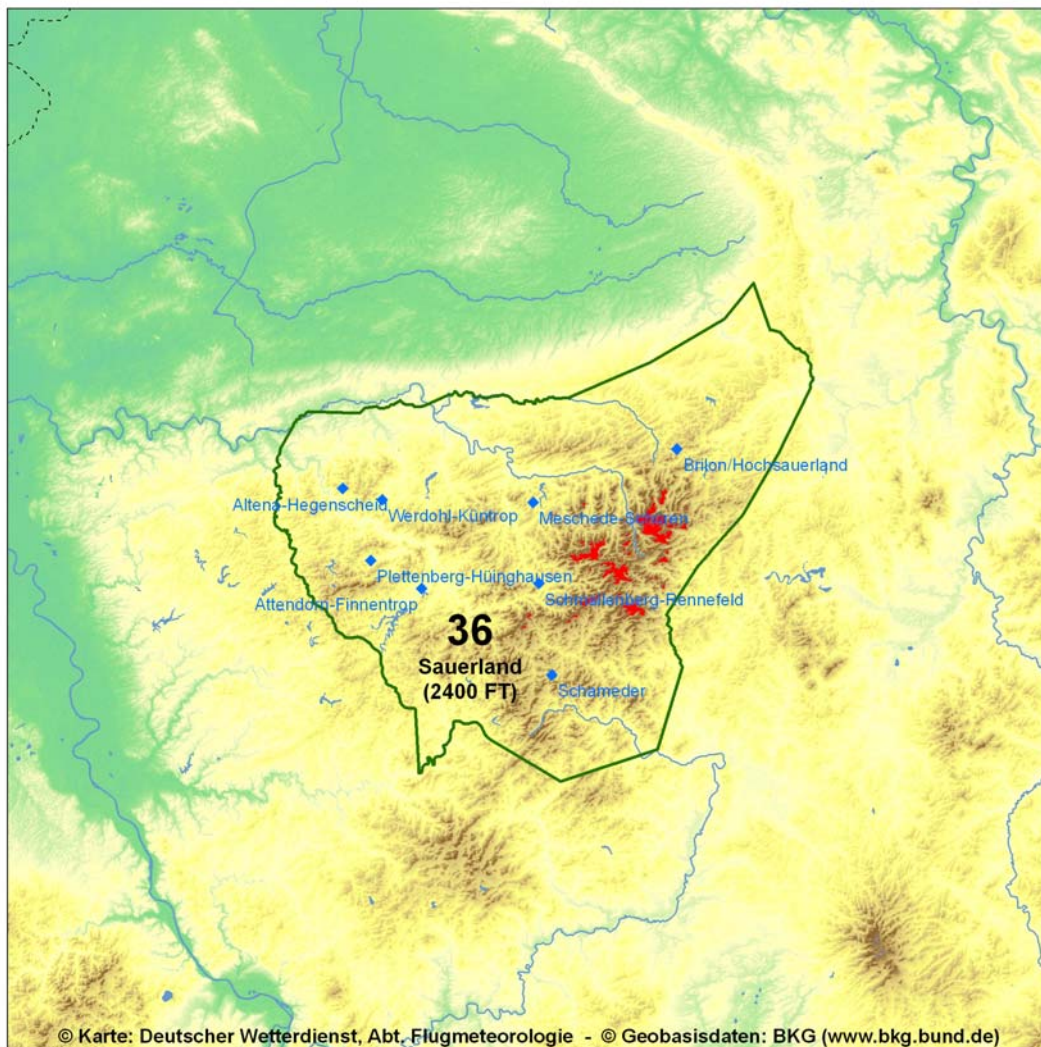 Brilon/Hochsauerland
Altena-Hegenscheid
Werdohl-Küntrop
Meschede-Schüren
Plettenberg-Hüinghausen
Attendorn-Finnentrop
Schmallenberg-Rennefeld
36
Sauerland
(2400 FT)
Schameder
© Karte: Deutscher Wetterdienst, Abt. Flugmeteorologie - © Geobasisdaten: BKG (www.bkg.bund.de)